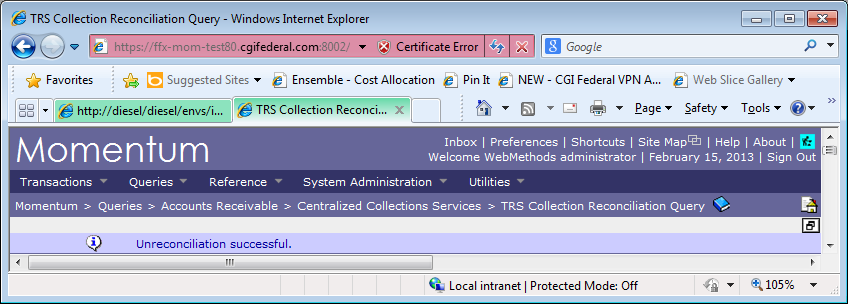 TRS Collection Reconciliation Query - Windows Internet Explorer
https://ffx-mom-test80.cgifederal.com:8002/ Certificate Error Google
Favorites Suggested Sites Ensemble - Cost Allocation Pin It NEW - CGI Federal VPN A... Web Slice Gallery
http://diesel/diesel/envs/i... TRS Collection Reconci... Page Safety Tools
Momentum
Inbox | Preferences | Shortcuts | Site Map | Help | About |
Welcome WebMethods administrator | February 15, 2013 | Sign Out
Transactions Queries Reference System Administration Utilities
Momentum > Queries > Accounts Receivable > Centralized Collections Services > TRS Collection Reconciliation Query
Unreconciliation successful.
Local intranet | Protected Mode: Off 105%